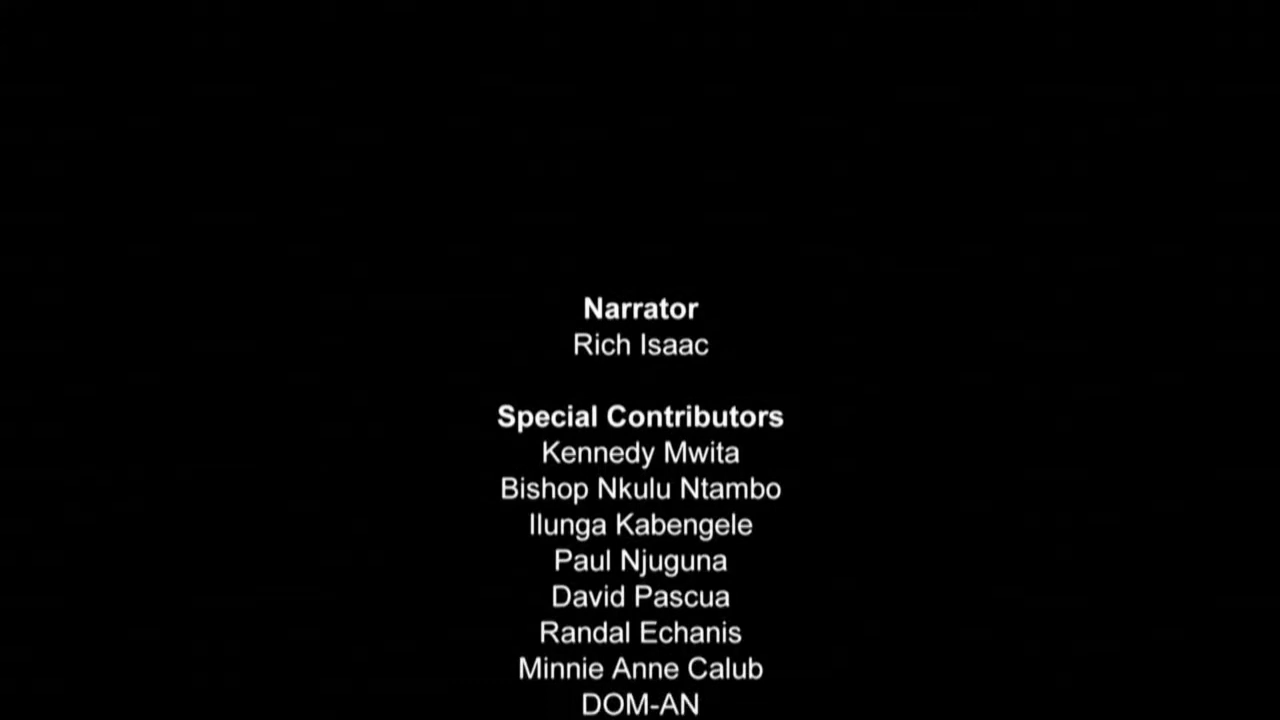 Narrator
Rich Isaac
Special Contributors
Kennedy Mwita
Bishop Nkulu Ntambo
Ilunga Kabengele
Paul Njuguna
David Pascua
Randal Echanis
Minnie Anne Calub
DOM-AN